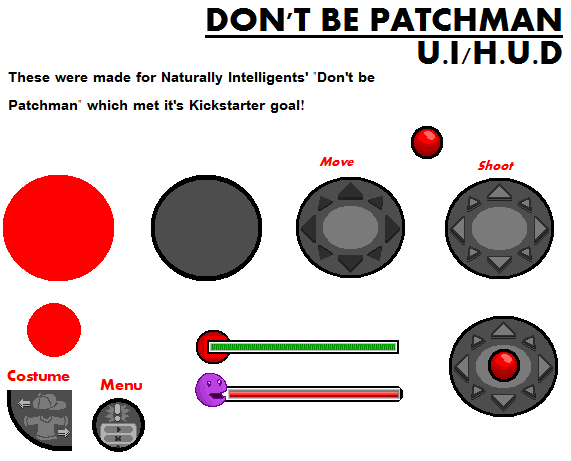 DON'T BE PATCHMAN
U.I/H.U.D
These were made for Naturally Intelligents' "Don't be
Patchman" which met it's Kickstarter goal!
Move
Shoot
Costume
Menu